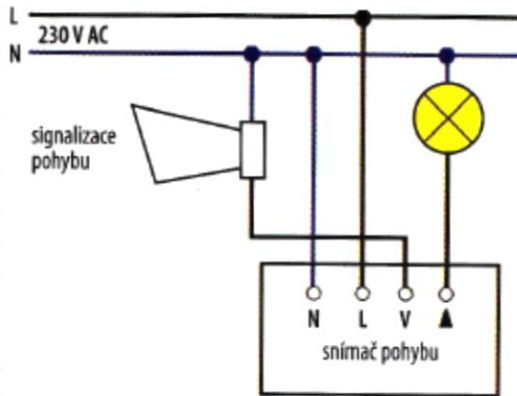 L
230 V AC
N
signalizace
pohybu
N L V
snímač pohybu